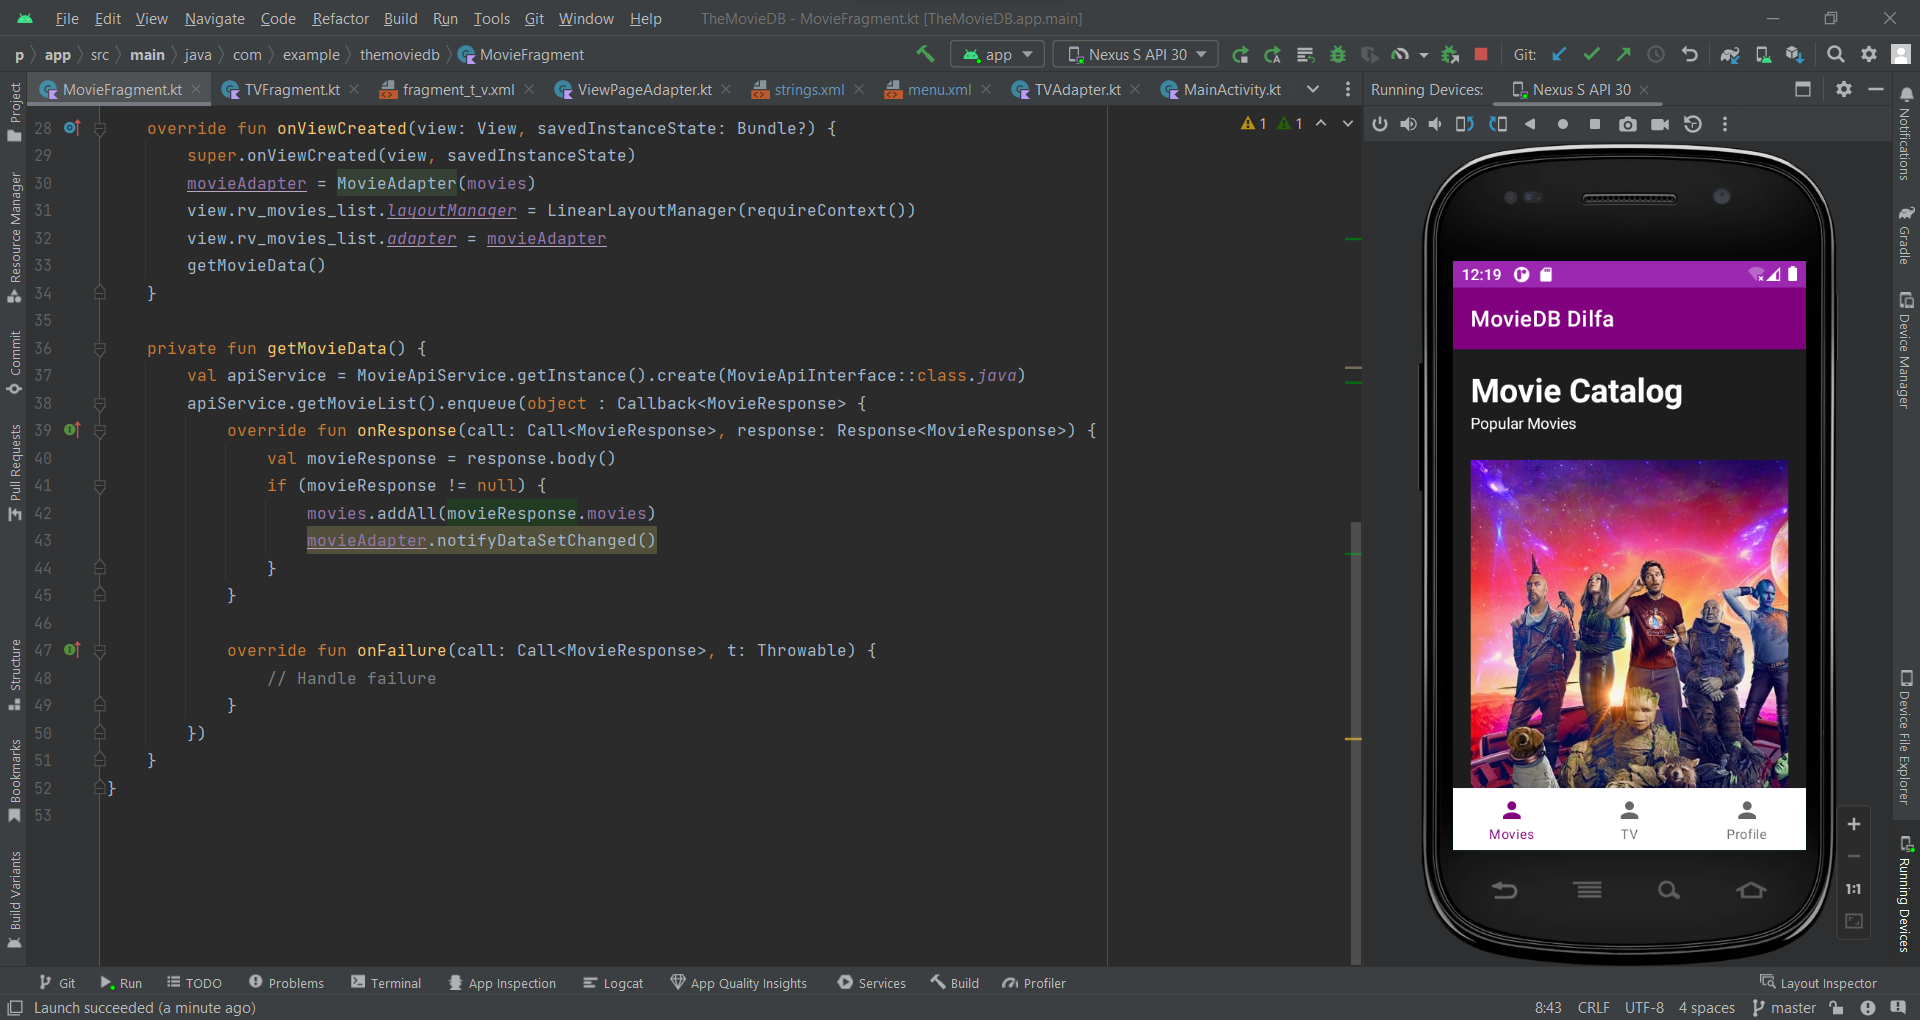 File Edit View Navigate Code Refactor Build Run Tools Git Window Help TheMovieDB - MovieFragment.kt [TheMovieDB.app.main]
p app src main java com example themoviedb MovieFragment app Nexus S API 30 Git:
MovieFragment.kt TVFragment.kt fragment_t_v.xml ViewPageAdapter.kt strings.xml menu.xml TVAdapter.kt MainActivity.kt Running Devices: Nexus S API 30
Project
Resource Manager
Commit
Pull Requests
Structure
Bookmarks
Build Variants
1 1
28 override fun onViewCreated(view: View, savedInstanceState: Bundle?) {
29 super.onViewCreated(view, savedInstanceState)
30 movieAdapter = MovieAdapter(movies)
31 view.rv_movies_list.layoutManager = LinearLayoutManager(requireContext())
32 view.rv_movies_list.adapter = movieAdapter
33 getMovieData()
34 }
35
36 private fun getMovieData() {
37 val apiService = MovieApiService.getInstance().create(MovieApiInterface::class.java)
38 apiService.getMovieList().enqueue(object : Callback<MovieResponse> {
39 override fun onResponse(call: Call<MovieResponse>, response: Response<MovieResponse>) {
40 val movieResponse = response.body()
41 if (movieResponse != null) {
42 movies.addAll(movieResponse.movies)
43 movieAdapter.notifyDataSetChanged()
44 }
45 }
46
47 override fun onFailure(call: Call<MovieResponse>, t: Throwable) {
48 // Handle failure
49 }
50 })
51 }
52 }
53
12:19
MovieDB Dilfa
Movie Catalog
Popular Movies
Movies TV Profile
1:1
Notifications
Gradle
Device Manager
Device File Explorer
Running Devices
Git Run TODO Problems Terminal App Inspection Logcat App Quality Insights Services Build Profiler Layout Inspector
Launch succeeded (a minute ago) 8:43 CRLF UTF-8 4 spaces master